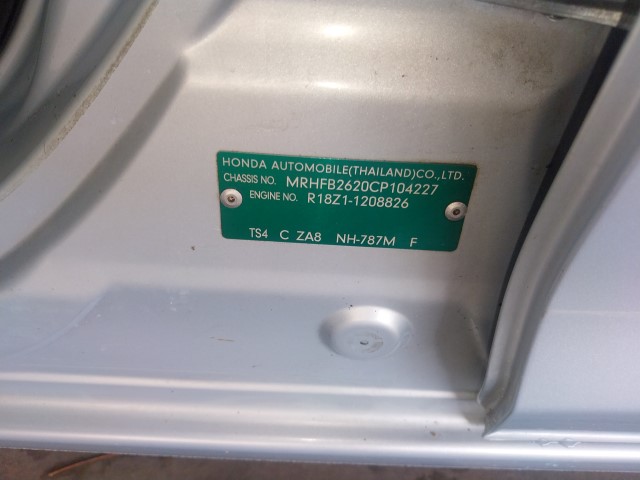 HONDA AUTOMOBILE(THAILAND)CO.,LTD.
CHASSIS NO. MRHFB2620CP104227
ENGINE NO. R18Z1-1208826
TS4 C ZA8 NH-787M F